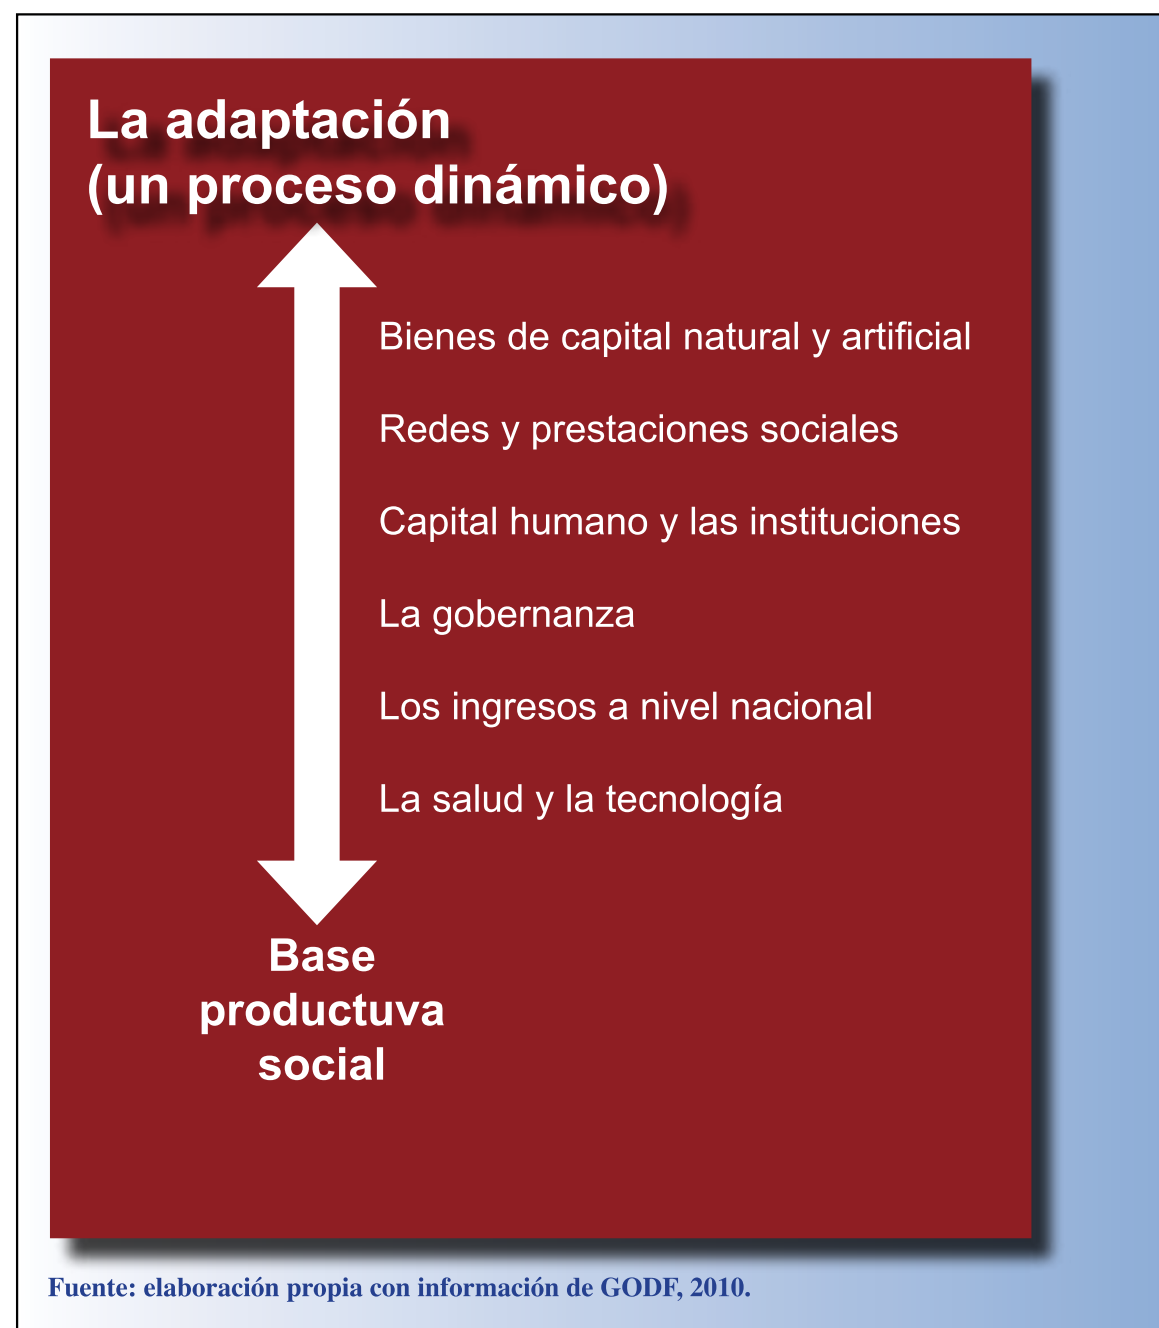 La adaptación
(un proceso dinámico)
Bienes de capital natural y artificial
Redes y prestaciones sociales
Capital humano y las instituciones
La gobernanza
Los ingresos a nivel nacional
La salud y la tecnología
Base
productuva
social
Fuente: elaboración propia con información de GODF, 2010.